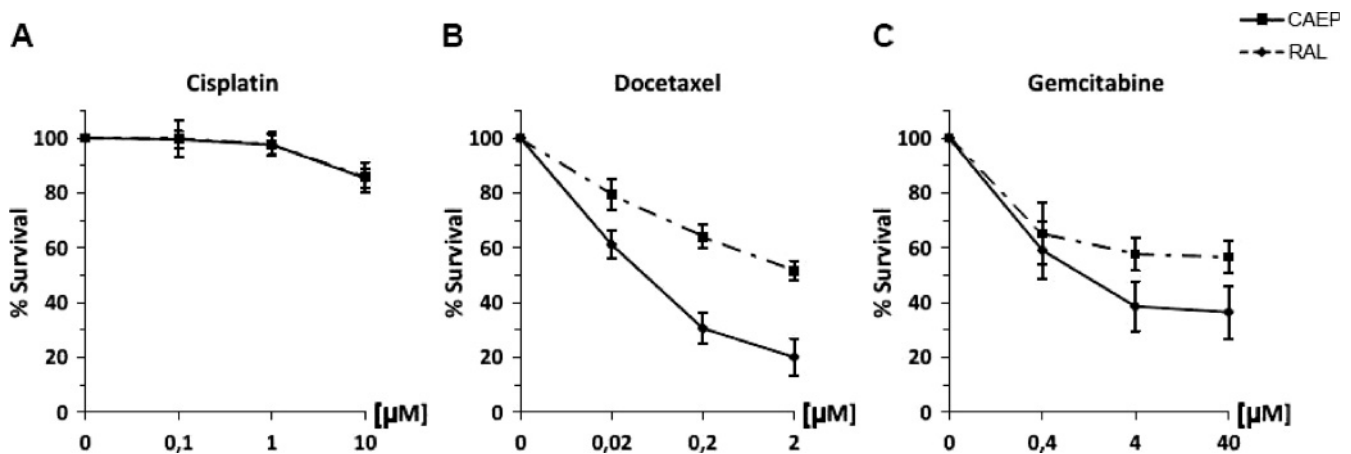 A
B
C
CAEP
RAL
Cisplatin
Docetaxel
Gemcitabine
% Survival
100
80
60
40
20
0
0
0,1
1
10
[µM]
% Survival
100
80
60
40
20
0
0
0,02
0,2
2
[µM]
% Survival
100
80
60
40
20
0
0
0,4
4
40
[µM]